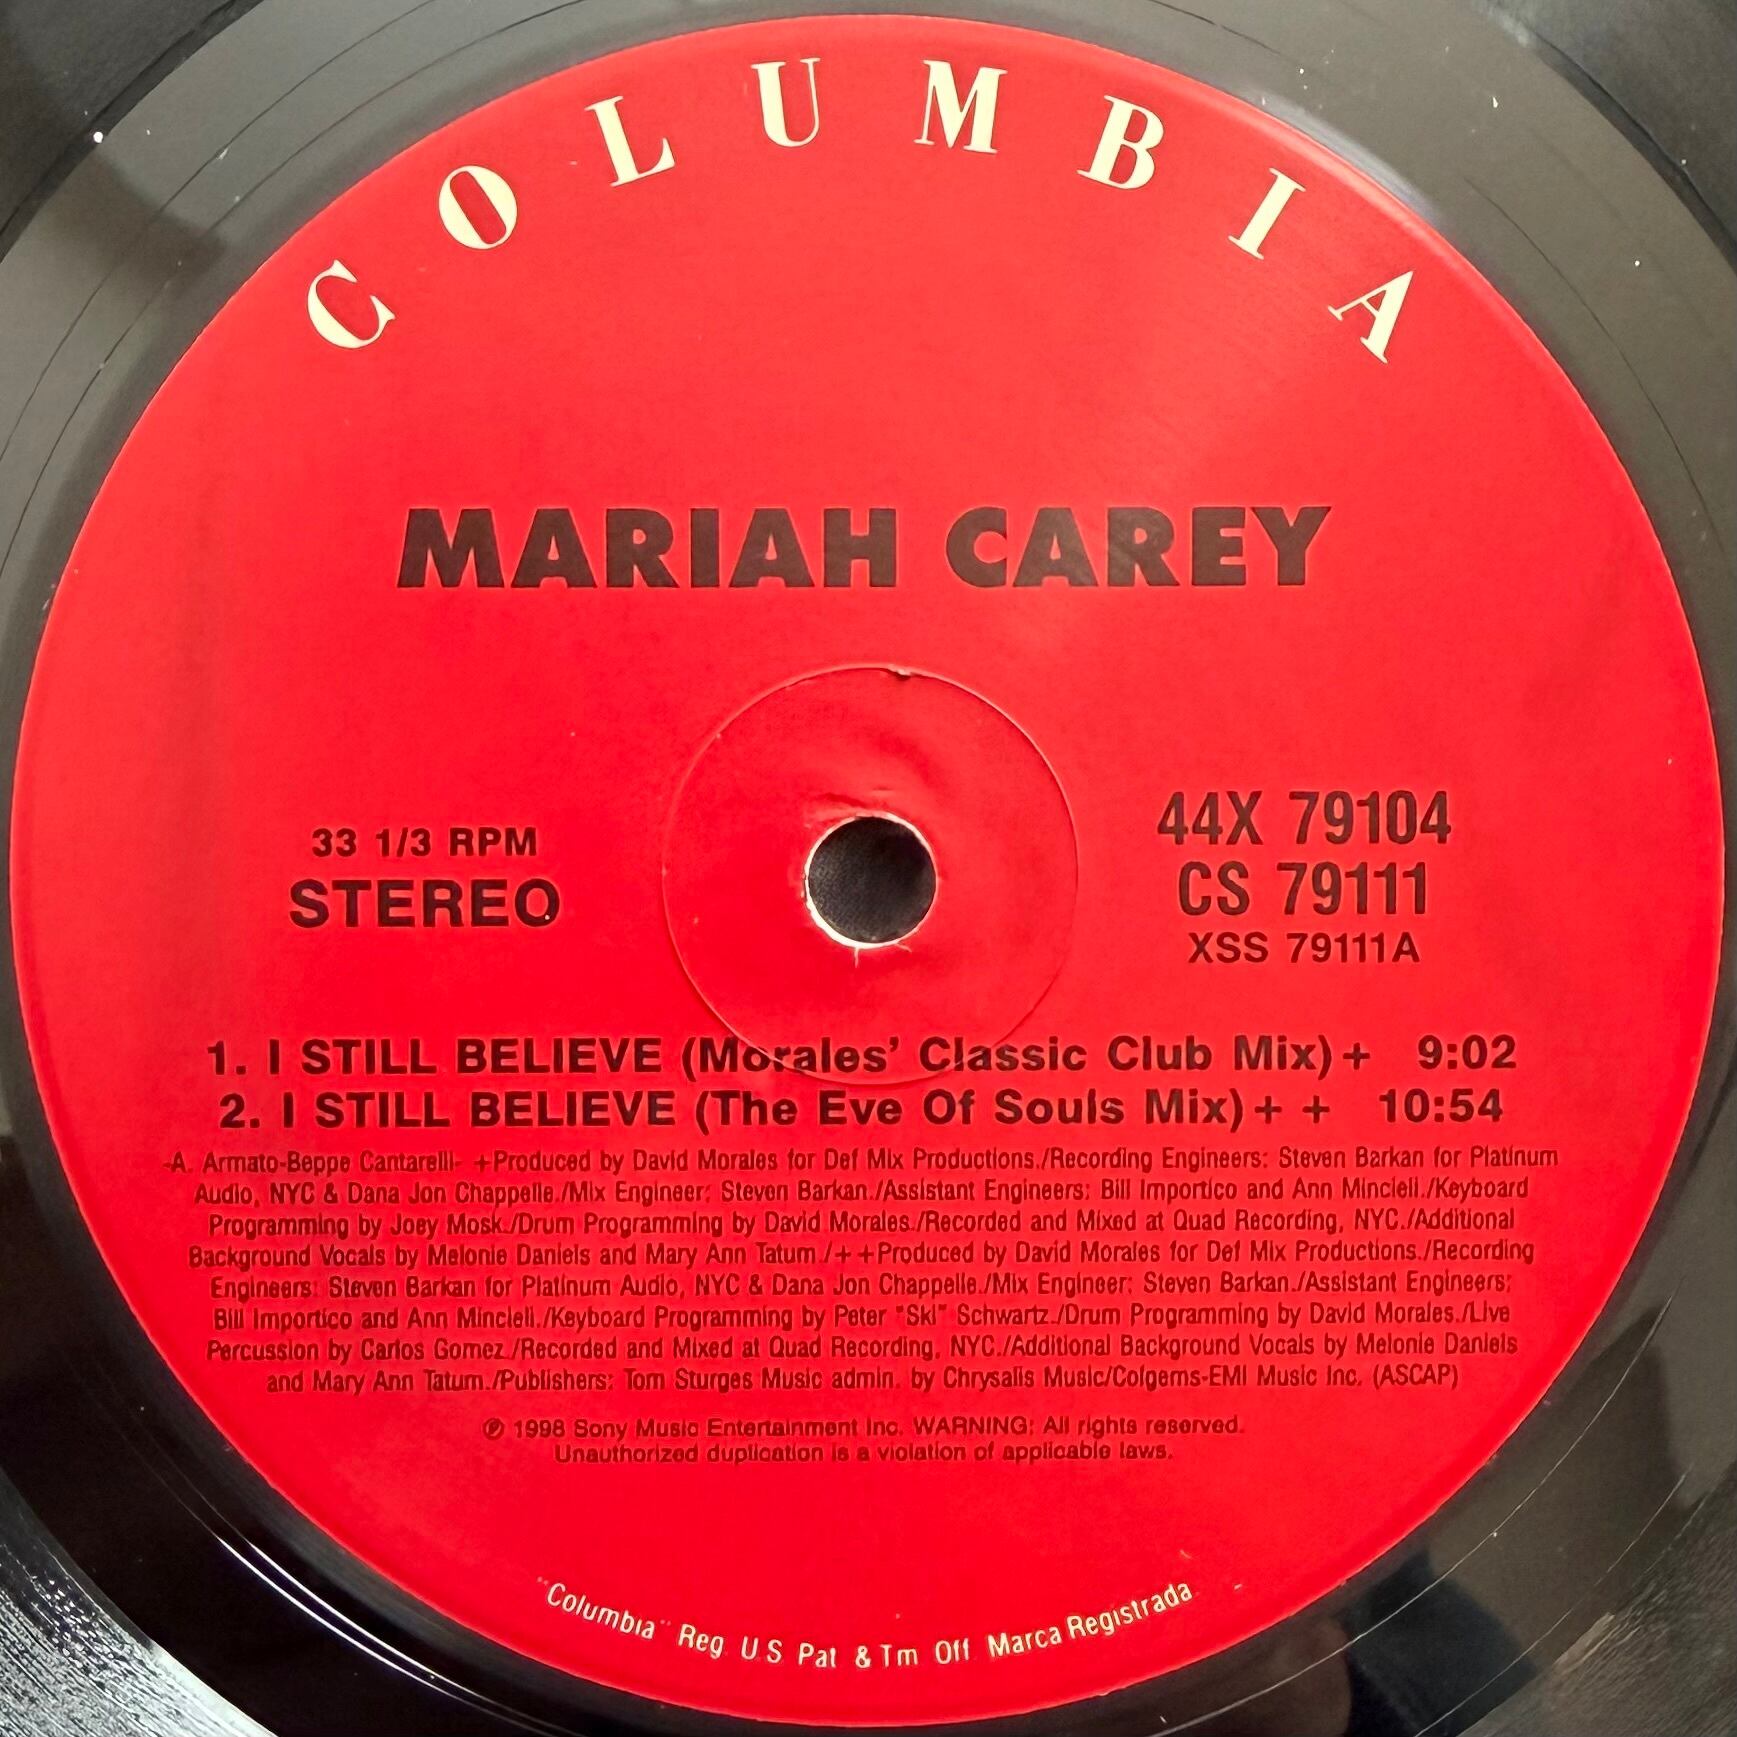 COLUMBIA
MARIAH CAREY
33 1/3 RPM
STEREO
44X 79104
CS 79111
XSS 79111A
1. I STILL BELIEVE (Morales' Classic Club Mix)+ 9:02
2. I STILL BELIEVE (The Eve Of Souls Mix)+ + 10:54
-A. Armato-Beppe Cantarelli- +Produced by David Morales for Def Mix Productions./Recording Engineers: Steven Barkan for Platinum
Audio, NYC & Dana Jon Chappelle./Mix Engineer: Steven Barkan./Assistant Engineers: Bill Importico and Ann Mincieli./Keyboard
Programming by Joey Mosk./Drum Programming by David Morales./Recorded and Mixed at Quad Recording, NYC./Additional
Background Vocals by Melonie Daniels and Mary Ann Tatum./+ +Produced by David Morales for Def Mix Productions./Recording
Engineers: Steven Barkan for Platinum Audio, NYC & Dana Jon Chappelle./Mix Engineer: Steven Barkan./Assistant Engineers:
Bill Importico and Ann Mincieli./Keyboard Programming by Peter "Ski" Schwartz./Drum Programming by David Morales./Live
Percussion by Carlos Gomez./Recorded and Mixed at Quad Recording, NYC./Additional Background Vocals by Melonie Daniels
and Mary Ann Tatum./Publishers: Tom Sturges Music admin. by Chrysalis Music/Colgems-EMI Music Inc. (ASCAP)
℗ 1998 Sony Music Entertainment Inc. WARNING: All rights reserved.
Unauthorized duplication is a violation of applicable laws.
"Columbia" Reg. U.S. Pat. & Tm. Off. Marca Registrada.